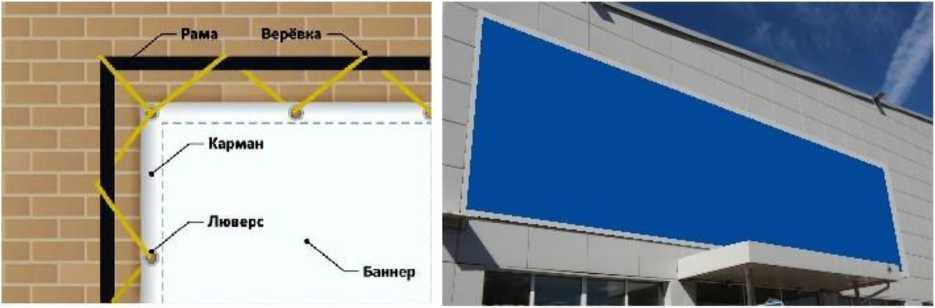 Рама
Верёвка
Карман
Люверс
Баннер